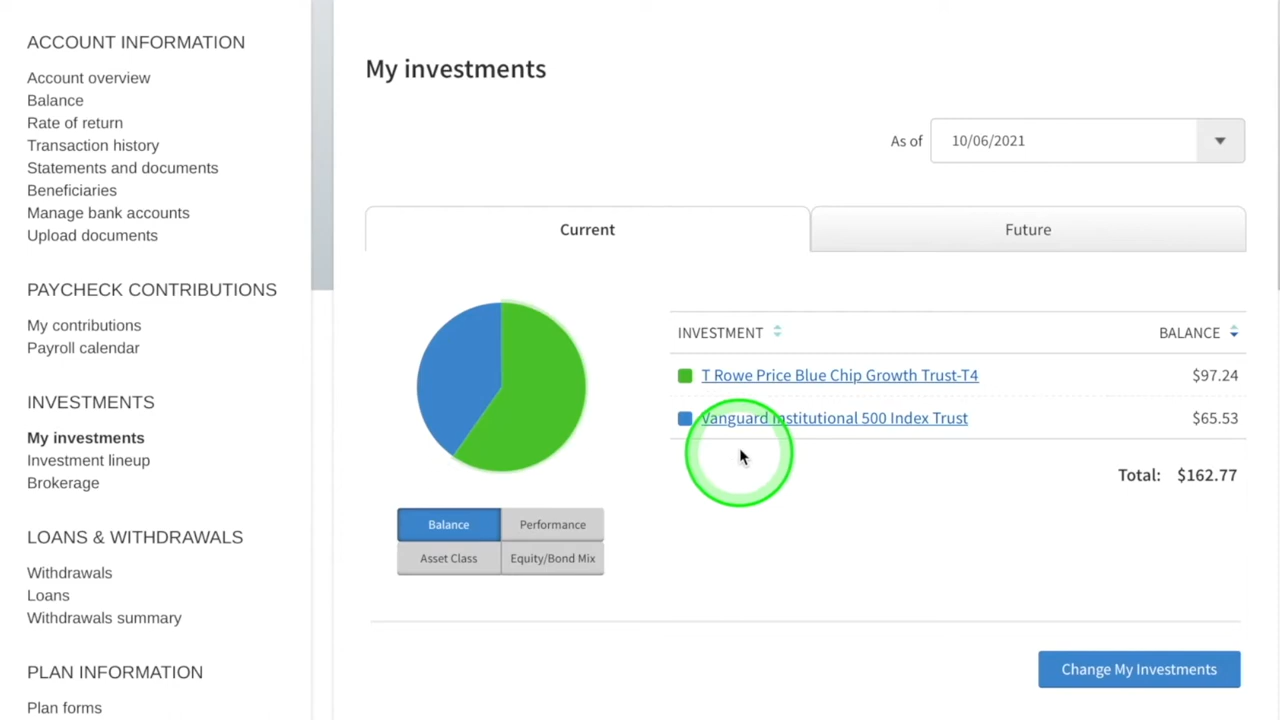 ACCOUNT INFORMATION
Account overview
Balance
Rate of return
Transaction history
Statements and documents
Beneficiaries
Manage bank accounts
Upload documents
PAYCHECK CONTRIBUTIONS
My contributions
Payroll calendar
INVESTMENTS
My investments
Investment lineup
Brokerage
LOANS & WITHDRAWALS
Withdrawals
Loans
Withdrawals summary
PLAN INFORMATION
Plan forms
My investments
As of 10/06/2021
Current Future
INVESTMENT BALANCE
T Rowe Price Blue Chip Growth Trust-T4 $97.24
Vanguard Institutional 500 Index Trust $65.53
Total: $162.77
Balance Performance
Asset Class Equity/Bond Mix
Change My Investments